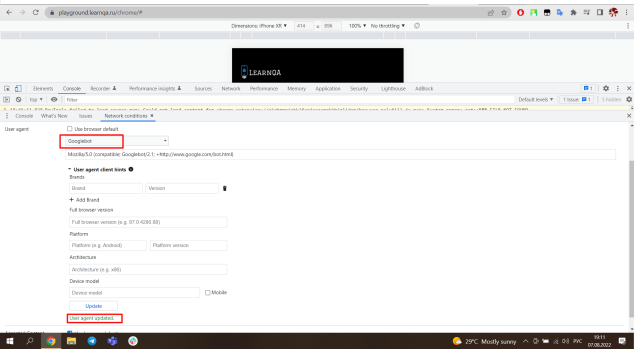 playground.learnqa.ru/chrome/#
Dimensions: iPhone XR ▼ 414 x 896 100% ▼ No throttling ▼
LEARNQA
Elements Console Recorder Performance insights Sources Network Performance Memory Application Security Lighthouse AdBlock 1
top ▼ Filter Default levels ▼ 1 Issue: 1 5 hidden
Console What's New Issues Network conditions ×
User agent
Use browser default
Googlebot
Mozilla/5.0 (compatible; Googlebot/2.1; +http://www.google.com/bot.html)
User agent client hints
Brands
Brand Version
+ Add Brand
Full browser version
Full browser version (e.g. 87.0.4280.88)
Platform
Platform (e.g. Android) Platform version
Architecture
Architecture (e.g. x86)
Device model
Device model Mobile
Update
User agent updated.
29°C Mostly sunny РУС 19:11
07.08.2022